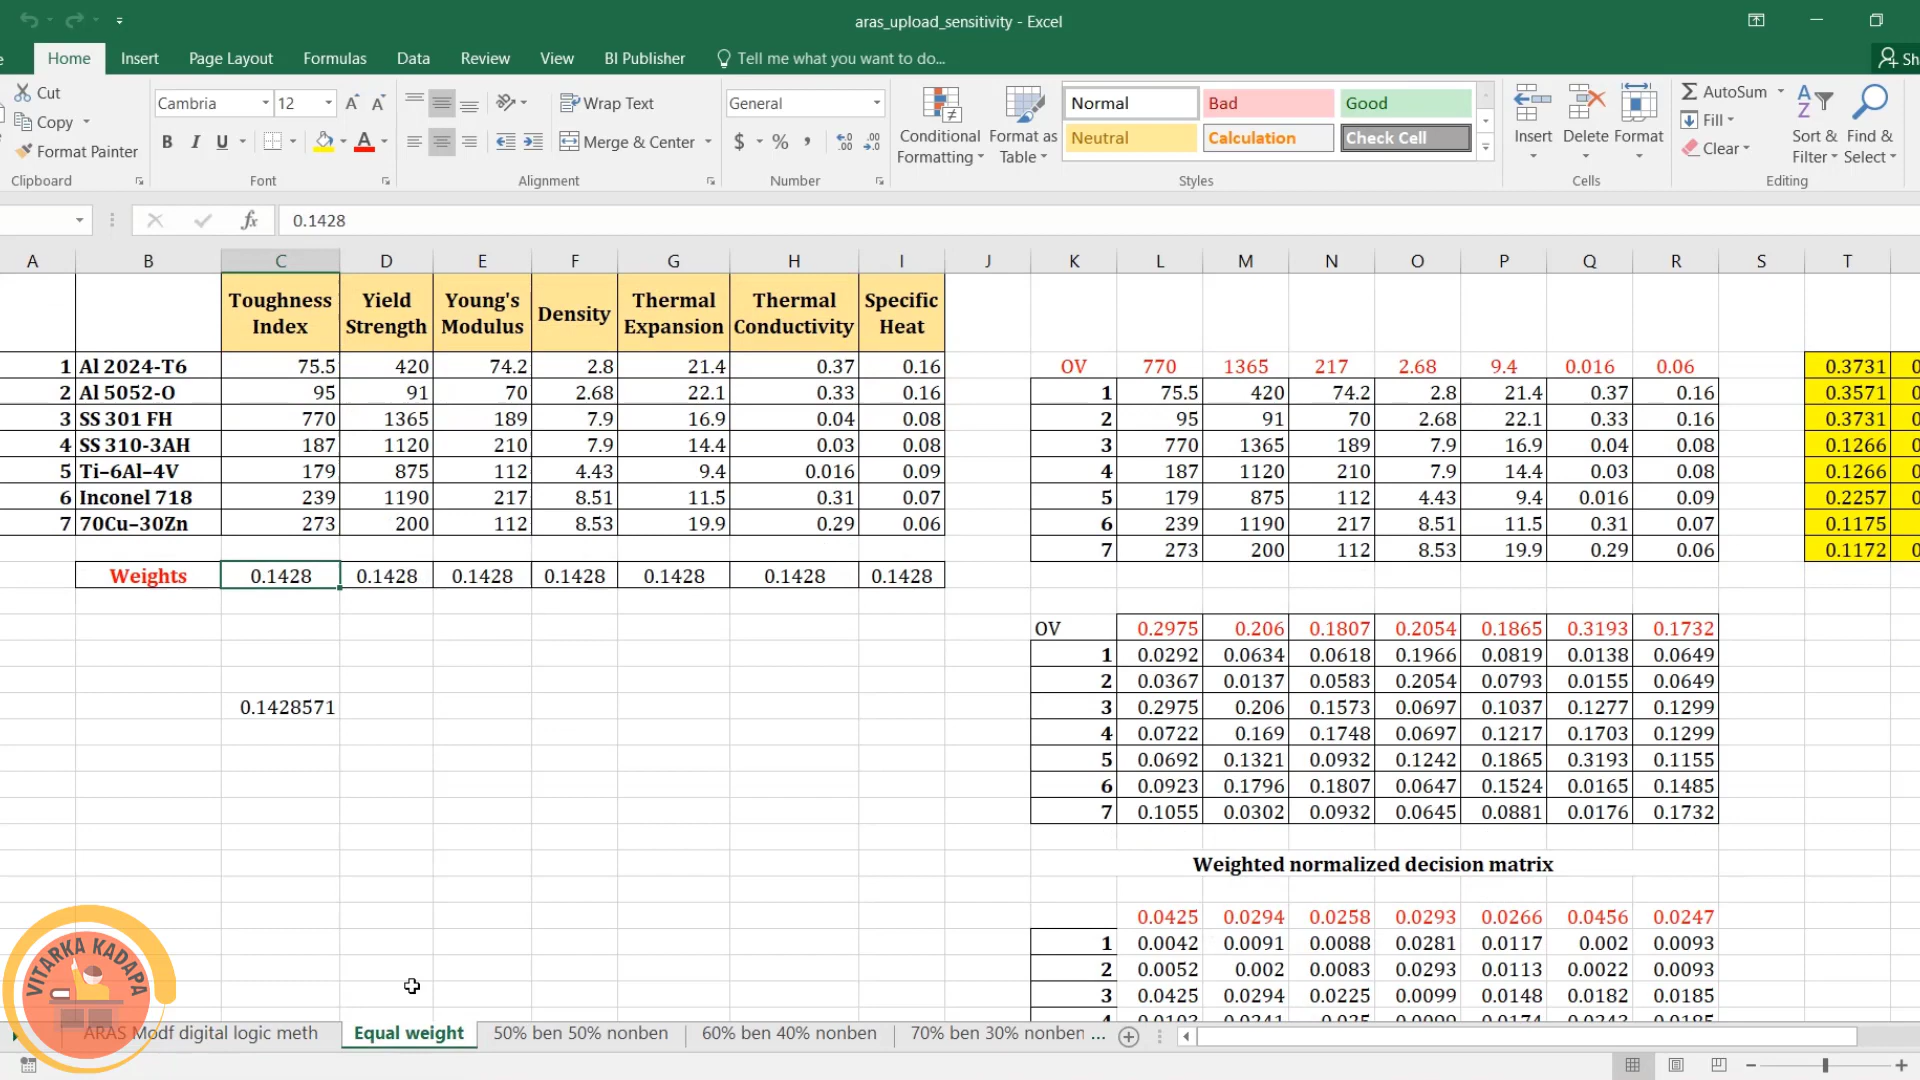 aras_upload_sensitivity - Excel
Home Insert Page Layout Formulas Data Review View BI Publisher Tell me what you want to do... Sh
Cut Cambria 12 Wrap Text General Normal Bad Good AutoSum
Copy Conditional Formatting Format as Table Insert Delete Format Fill Sort & Filter Find & Select
Format Painter B I U A Merge & Center $ % Neutral Calculation Check Cell Clear
Clipboard Font Alignment Number Styles Cells Editing
fx 0.1428
A B C D E F G H I J K L M N O P Q R S T
Toughness Index Yield Strength Young's Modulus Density Thermal Expansion Thermal Conductivity Specific Heat
1 Al 2024-T6 75.5 420 74.2 2.8 21.4 0.37 0.16 OV 770 1365 217 2.68 9.4 0.016 0.06 0.3731 0
2 Al 5052-O 95 91 70 2.68 22.1 0.33 0.16 1 75.5 420 74.2 2.8 21.4 0.37 0.16 0.3571 0
3 SS 301 FH 770 1365 189 7.9 16.9 0.04 0.08 2 95 91 70 2.68 22.1 0.33 0.16 0.3731 0
4 SS 310-3AH 187 1120 210 7.9 14.4 0.03 0.08 3 770 1365 189 7.9 16.9 0.04 0.08 0.1266 0
5 Ti–6Al–4V 179 875 112 4.43 9.4 0.016 0.09 4 187 1120 210 7.9 14.4 0.03 0.08 0.1266 0
6 Inconel 718 239 1190 217 8.51 11.5 0.31 0.07 5 179 875 112 4.43 9.4 0.016 0.09 0.2257 0
7 70Cu–30Zn 273 200 112 8.53 19.9 0.29 0.06 6 239 1190 217 8.51 11.5 0.31 0.07 0.1175
7 273 200 112 8.53 19.9 0.29 0.06 0.1172 0
Weights 0.1428 0.1428 0.1428 0.1428 0.1428 0.1428 0.1428
OV 0.2975 0.206 0.1807 0.2054 0.1865 0.3193 0.1732
1 0.0292 0.0634 0.0618 0.1966 0.0819 0.0138 0.0649
2 0.0367 0.0137 0.0583 0.2054 0.0793 0.0155 0.0649
0.1428571 3 0.2975 0.206 0.1573 0.0697 0.1037 0.1277 0.1299
4 0.0722 0.169 0.1748 0.0697 0.1217 0.1703 0.1299
5 0.0692 0.1321 0.0932 0.1242 0.1865 0.3193 0.1155
6 0.0923 0.1796 0.1807 0.0647 0.1524 0.0165 0.1485
7 0.1055 0.0302 0.0932 0.0645 0.0881 0.0176 0.1732
Weighted normalized decision matrix
0.0425 0.0294 0.0258 0.0293 0.0266 0.0456 0.0247
1 0.0042 0.0091 0.0088 0.0281 0.0117 0.002 0.0093
2 0.0052 0.002 0.0083 0.0293 0.0113 0.0022 0.0093
3 0.0425 0.0294 0.0225 0.0099 0.0148 0.0182 0.0185
VITARKA KADAPA
ARAS Modf digital logic meth Equal weight 50% ben 50% nonben 60% ben 40% nonben 70% ben 30% nonben ...